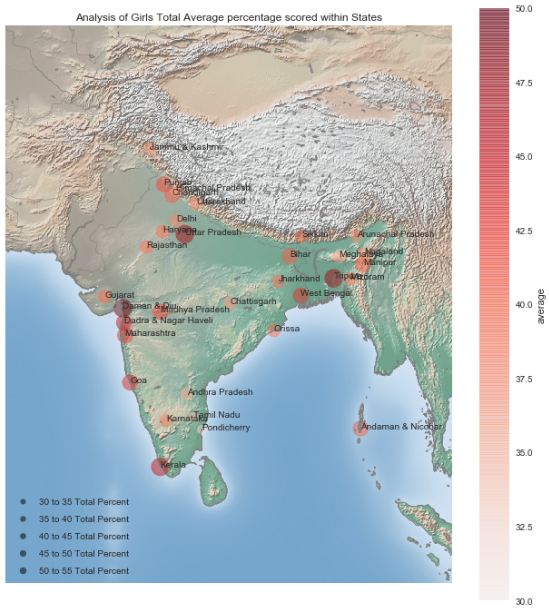 Analysis of Girls Total Average percentage scored within States
50.0
47.5
45.0
42.5
40.0
37.5
35.0
32.5
30.0
average
Jammu & Kashmir
Punjab
Himachal Pradesh
Chandigarh
Uttarakhand
Delhi
Haryana
Uttar Pradesh
Rajasthan
Sikkim
Arunachal Pradesh
Bihar
Meghalaya
Nagaland
Manipur
Jharkhand
Tripura
Mizoram
West Bengal
Gujarat
Daman & Diu
Madhya Pradesh
Chattisgarh
Dadra & Nagar Haveli
Maharashtra
Orissa
Goa
Andhra Pradesh
Karnataka
Tamil Nadu
Pondicherry
Andaman & Nicobar
Kerala
30 to 35 Total Percent
35 to 40 Total Percent
40 to 45 Total Percent
45 to 50 Total Percent
50 to 55 Total Percent